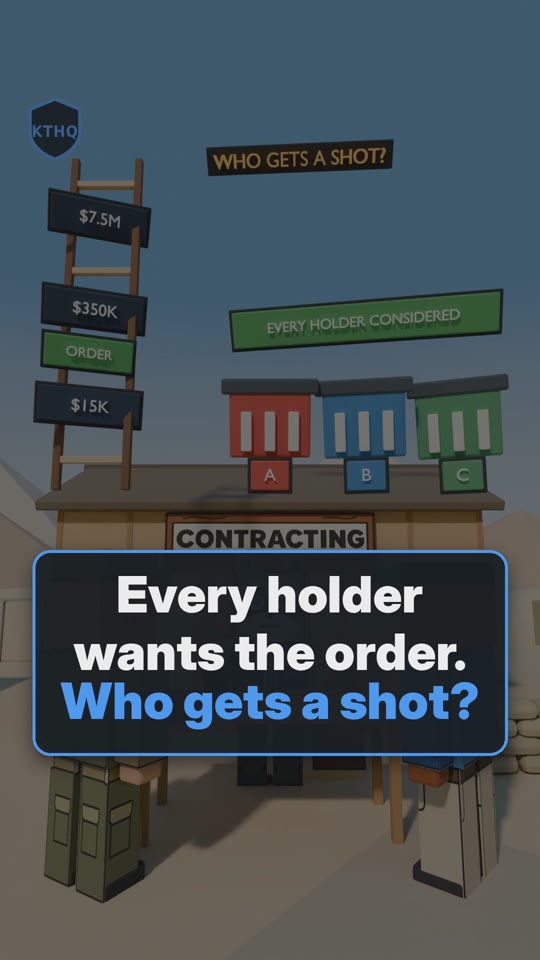 KTHQ
WHO GETS A SHOT?
$7.5M
$350K
EVERY HOLDER CONSIDERED
ORDER
$15K
A
B
C
CONTRACTING
Every holder
wants the order.
Who gets a shot?